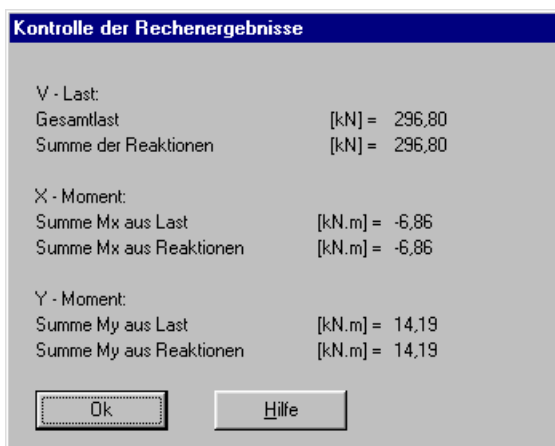 Kontrolle der Rechenergebnisse
V - Last:
Gesamtlast [kN] = 296,80
Summe der Reaktionen [kN] = 296,80
X - Moment:
Summe Mx aus Last [kN.m] = -6,86
Summe Mx aus Reaktionen [kN.m] = -6,86
Y - Moment:
Summe My aus Last [kN.m] = 14,19
Summe My aus Reaktionen [kN.m] = 14,19
Ok Hilfe